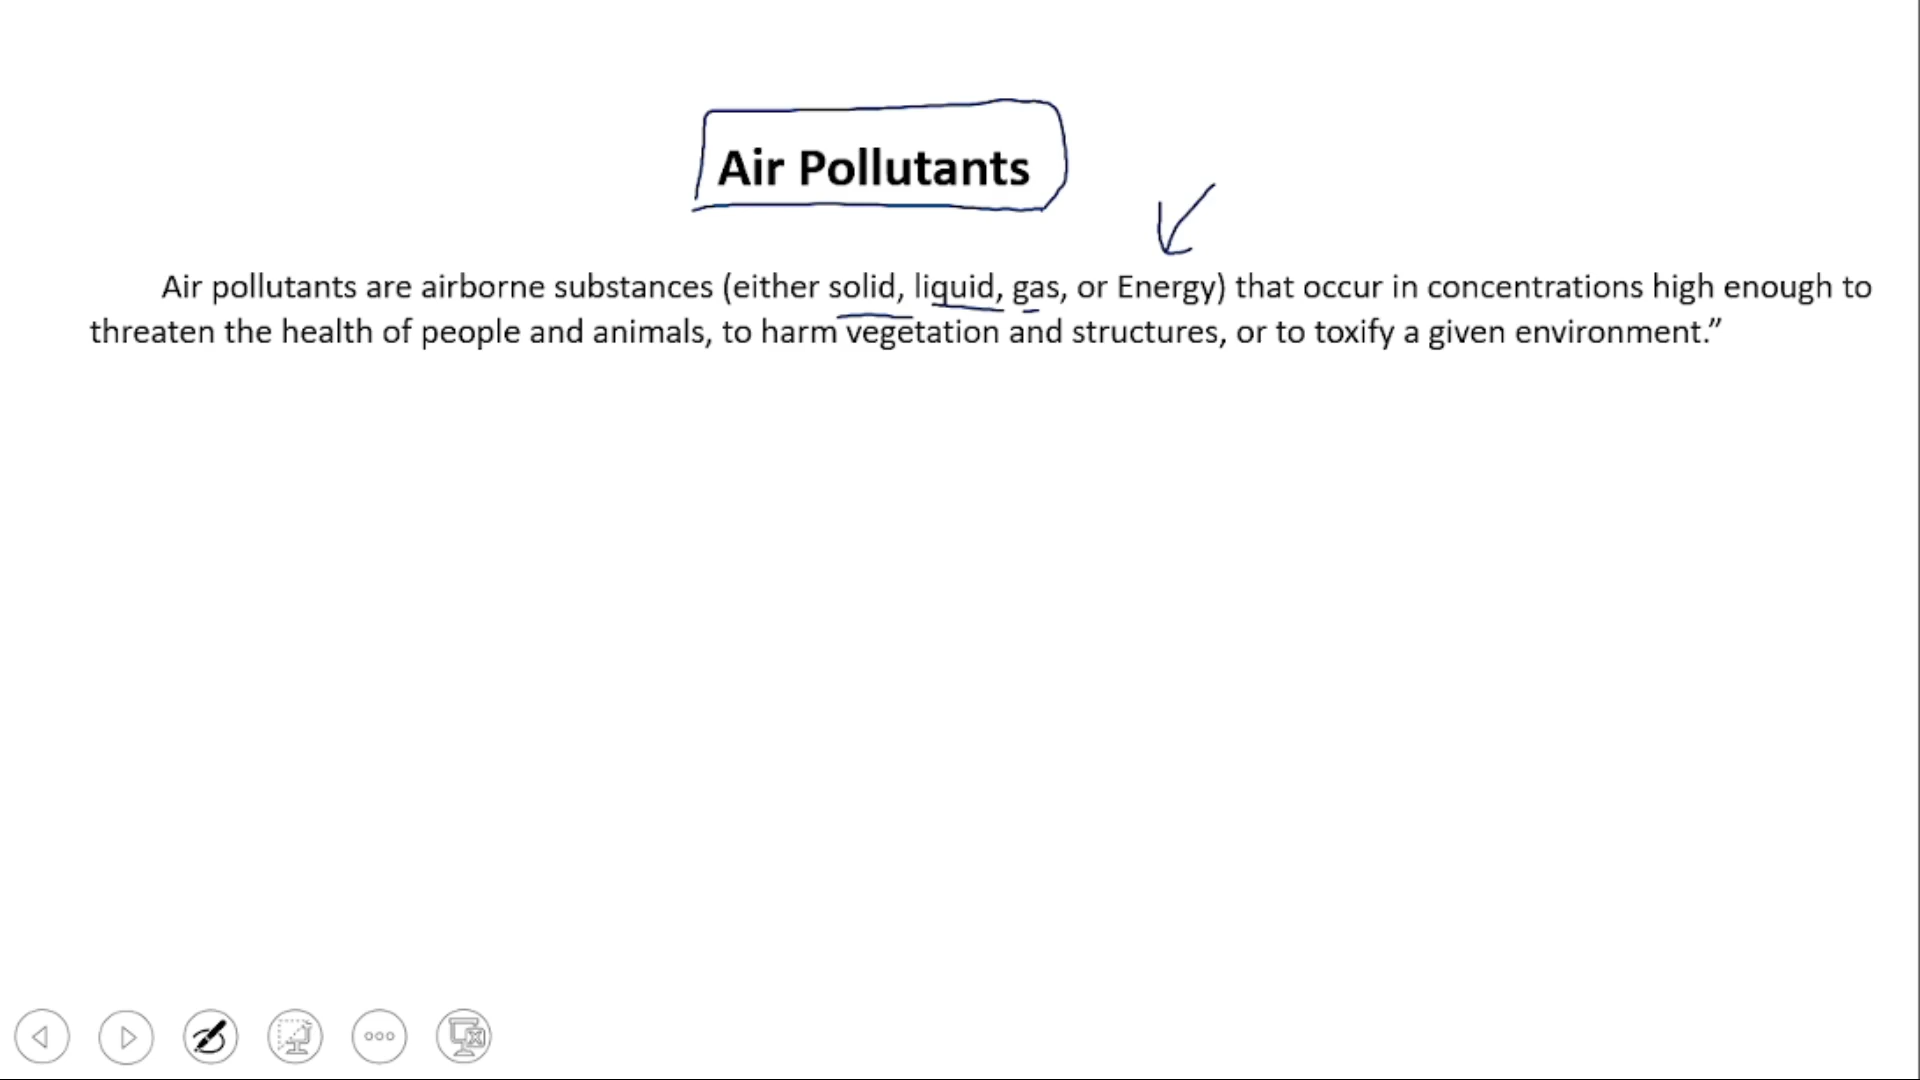 Air Pollutants
Air pollutants are airborne substances (either solid, liquid, gas, or Energy) that occur in concentrations high enough to
threaten the health of people and animals, to harm vegetation and structures, or to toxify a given environment.”